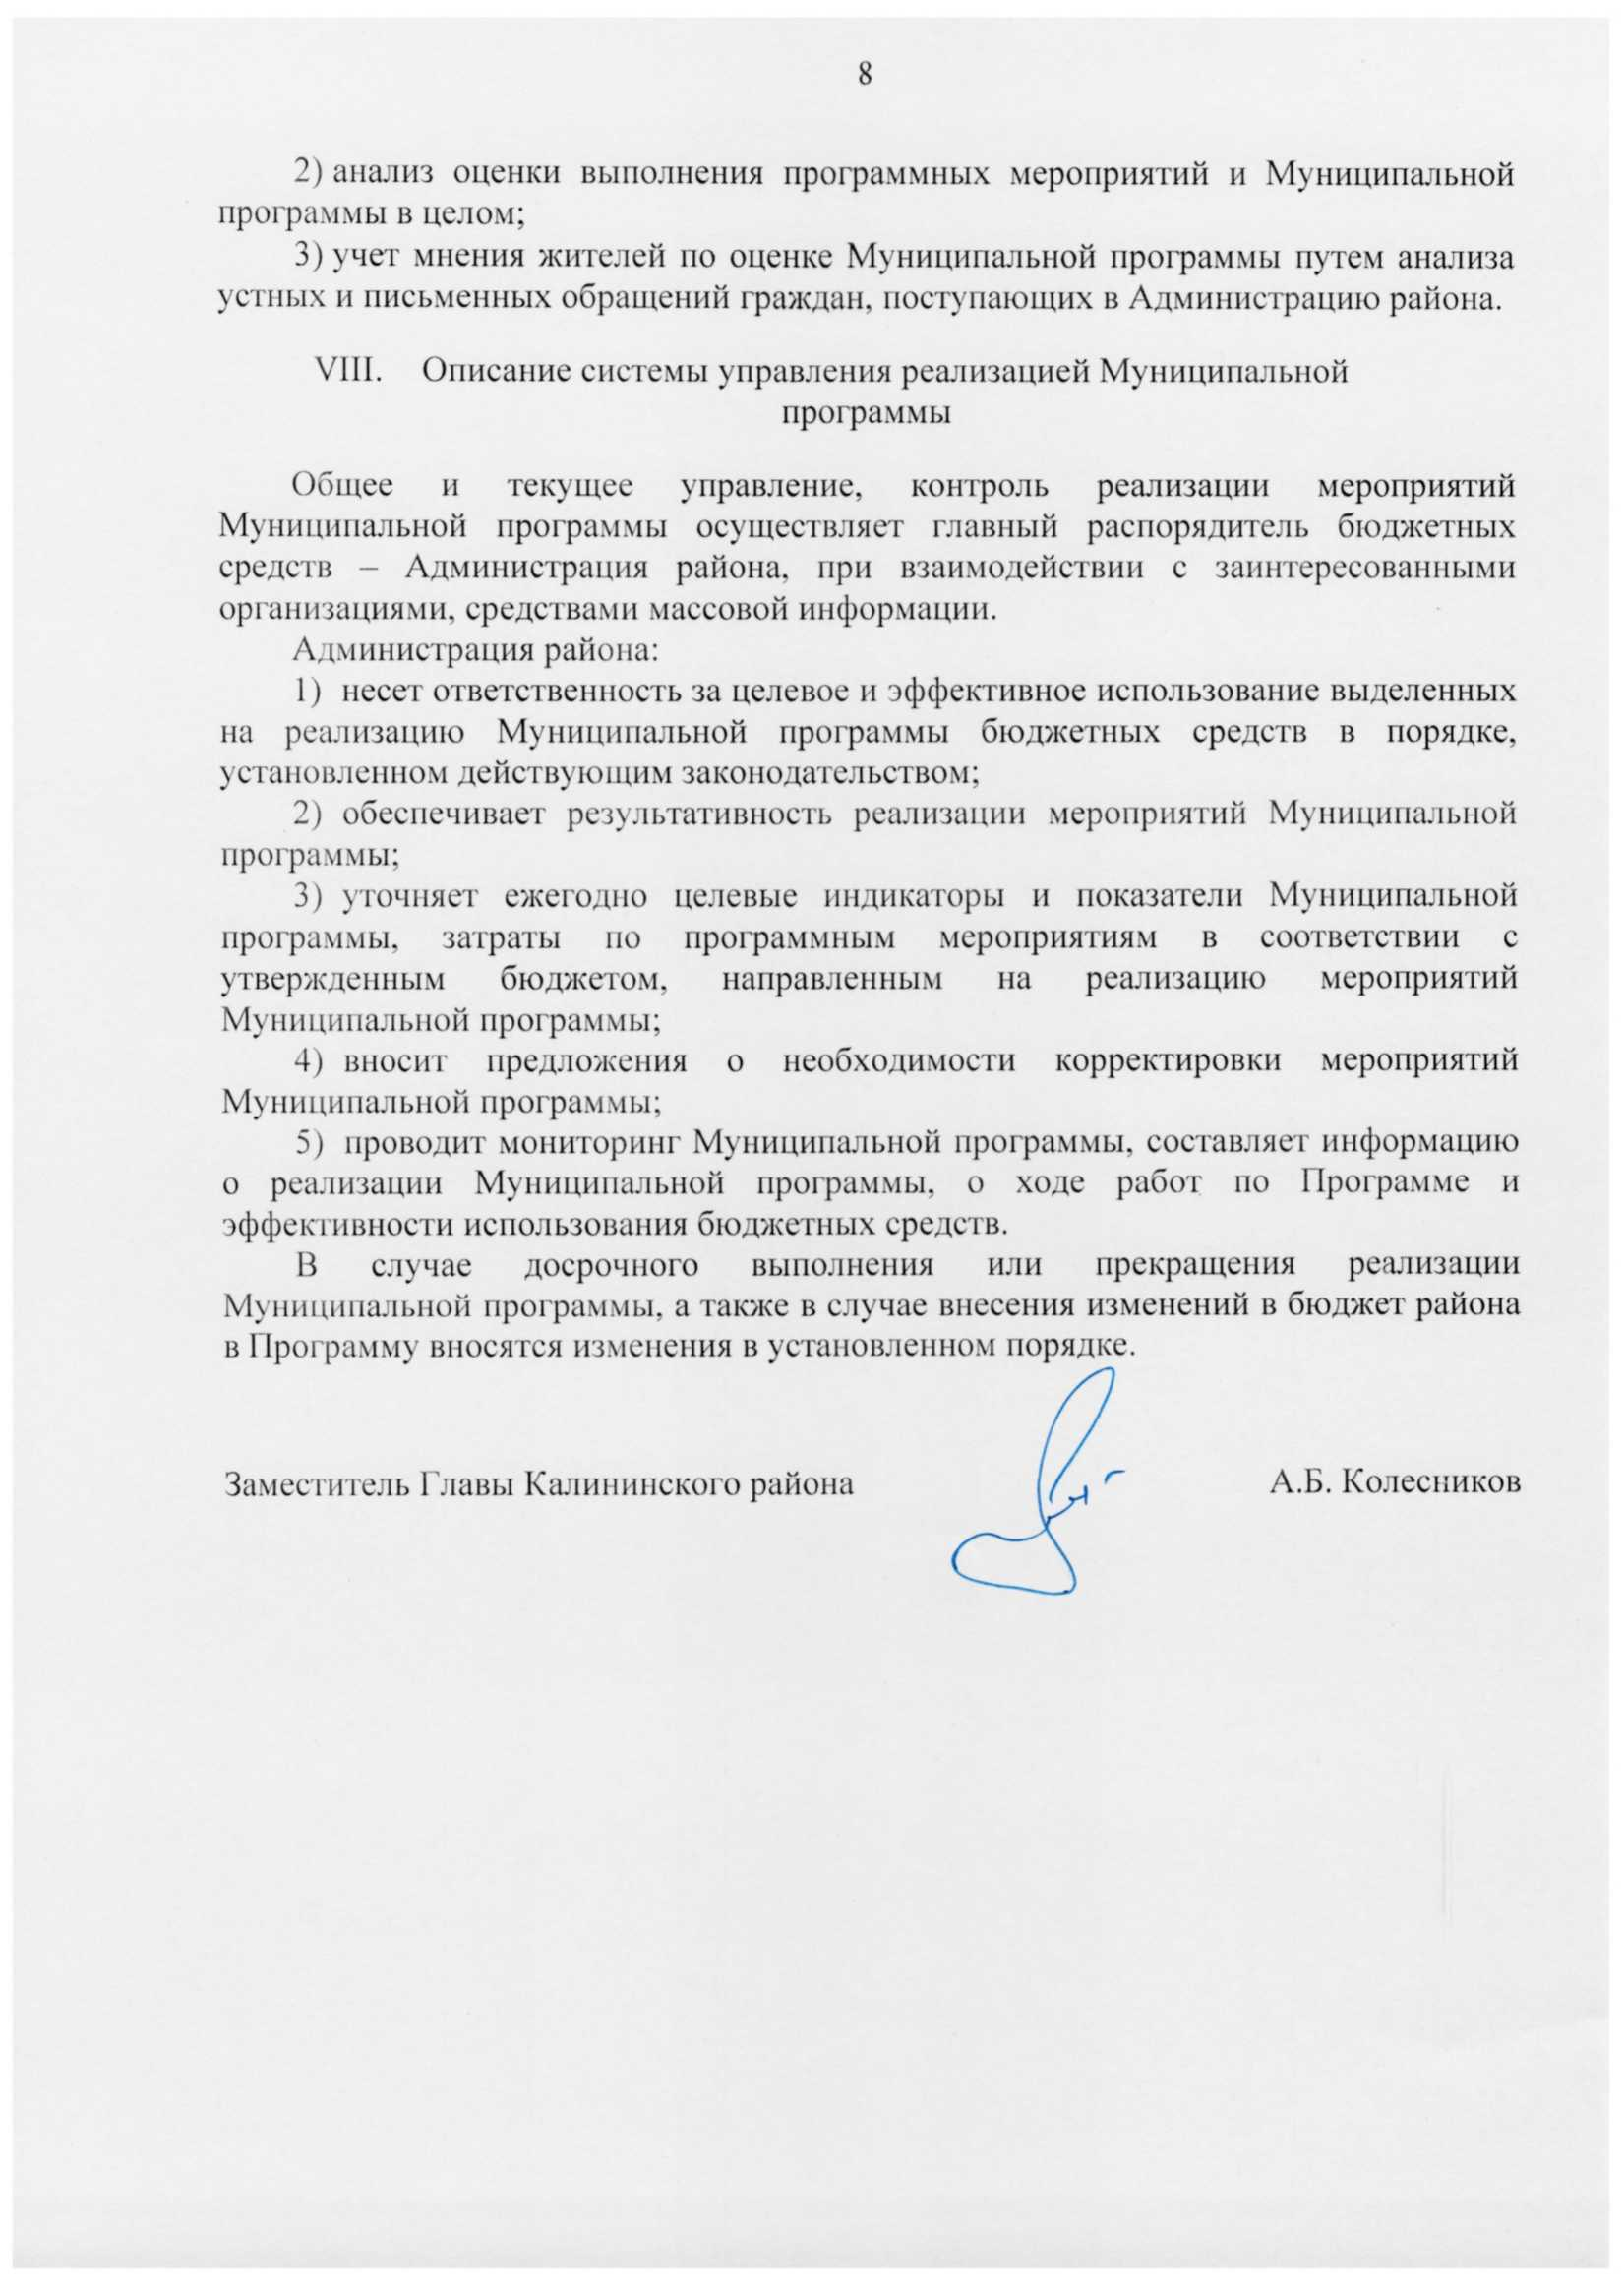 8
2) анализ оценки выполнения программных мероприятий и Муниципальной
программы в целом;
3) учет мнения жителей по оценке Муниципальной программы путем анализа
устных и письменных обращений граждан, поступающих в Администрацию района.
VIII. Описание системы управления реализацией Муниципальной
программы
Общее и текущее управление, контроль реализации мероприятий
Муниципальной программы осуществляет главный распорядитель бюджетных
средств – Администрация района, при взаимодействии с заинтересованными
организациями, средствами массовой информации.
Администрация района:
1) несет ответственность за целевое и эффективное использование выделенных
на реализацию Муниципальной программы бюджетных средств в порядке,
установленном действующим законодательством;
2) обеспечивает результативность реализации мероприятий Муниципальной
программы;
3) уточняет ежегодно целевые индикаторы и показатели Муниципальной
программы, затраты по программным мероприятиям в соответствии с
утвержденным бюджетом, направленным на реализацию мероприятий
Муниципальной программы;
4) вносит предложения о необходимости корректировки мероприятий
Муниципальной программы;
5) проводит мониторинг Муниципальной программы, составляет информацию
о реализации Муниципальной программы, о ходе работ по Программе и
эффективности использования бюджетных средств.
В случае досрочного выполнения или прекращения реализации
Муниципальной программы, а также в случае внесения изменений в бюджет района
в Программу вносятся изменения в установленном порядке.
Заместитель Главы Калининского района А.Б. Колесников